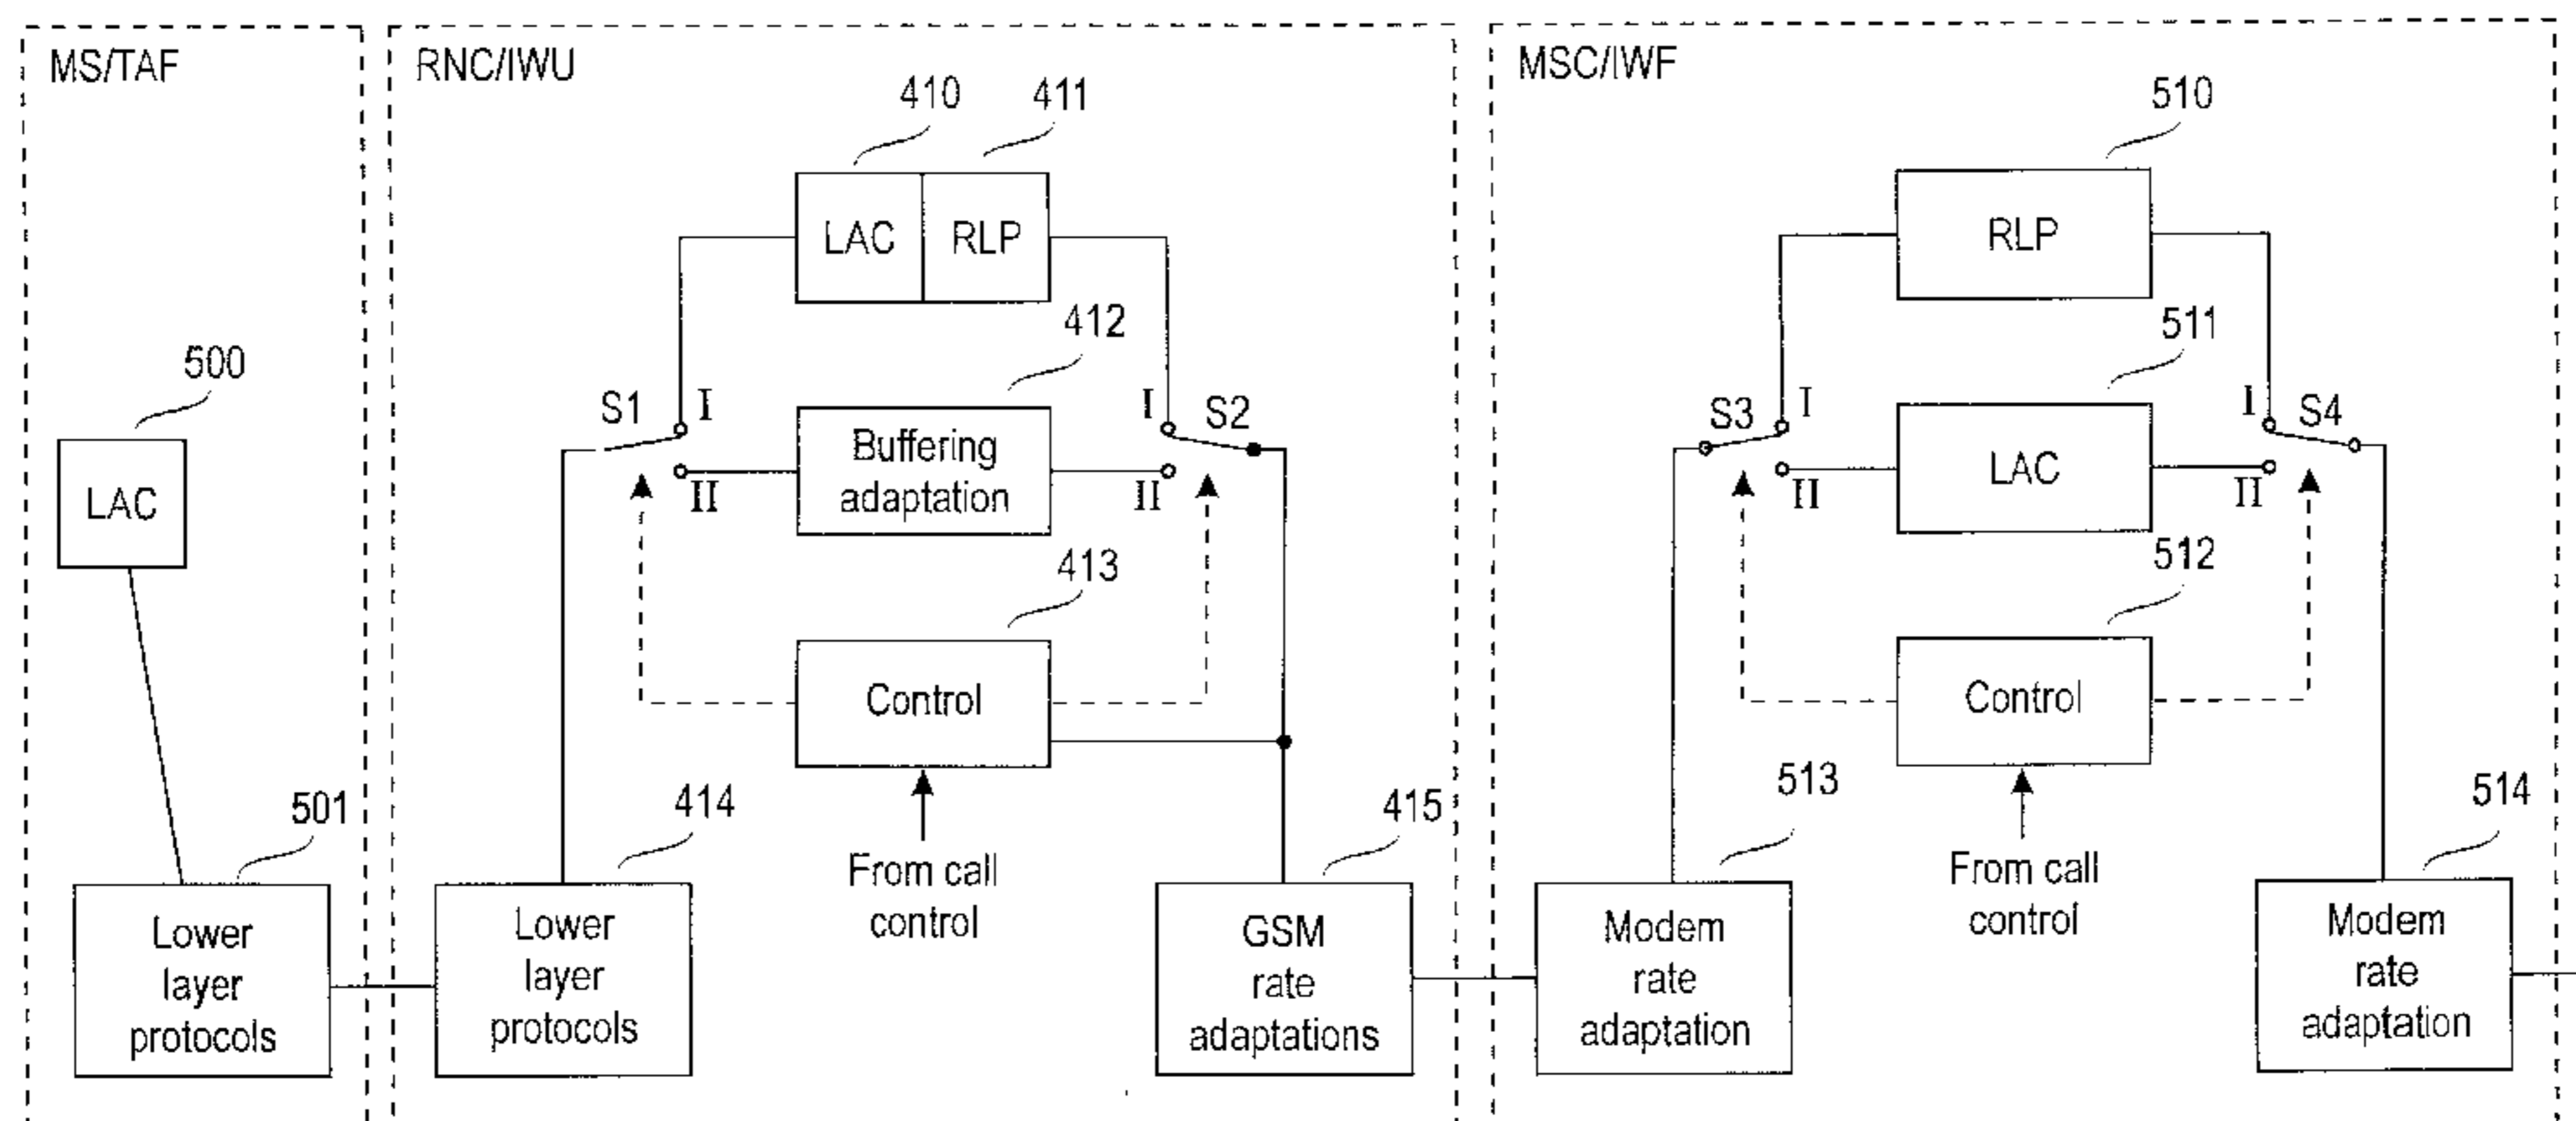 MS/TAF
500
LAC
501
Lower
layer
protocols
RNC/IWU
410
411
LAC
RLP
412
S1
I
I
S2
Buffering
adaptation
II
II
413
Control
From call
control
414
Lower
layer
protocols
415
GSM
rate
adaptations
MSC/IWF
510
RLP
511
S3
I
I
S4
LAC
II
II
512
Control
From call
control
513
Modem
rate
adaptation
514
Modem
rate
adaptation